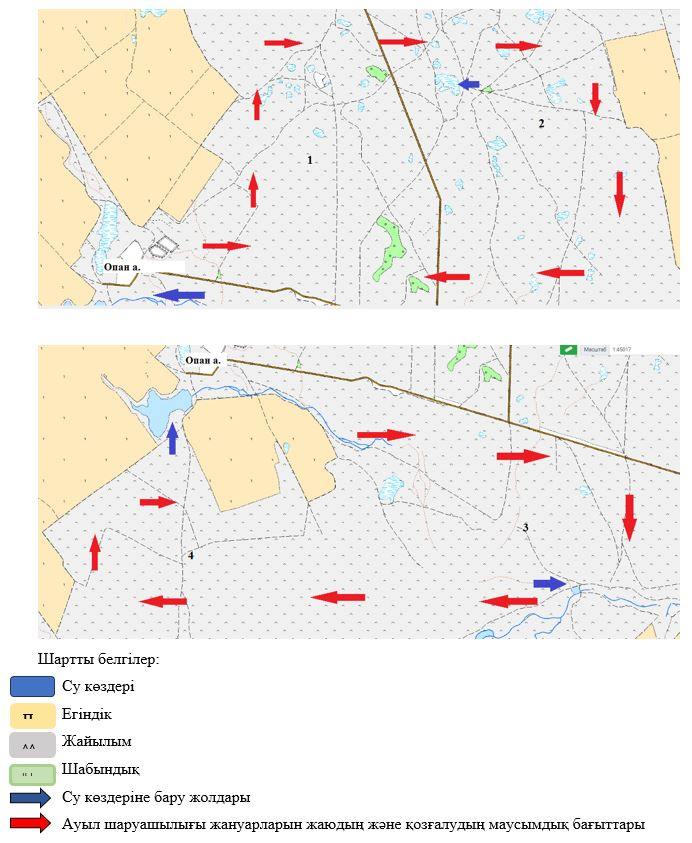 1
2
Опан а.
Масштаб 1:45017
Опан а.
3
4
Шартты белгілер:
Су көздері
Егіндік
Жайылым
Шабындық
Су көздеріне бару жолдары
Ауыл шаруашылығы жануарларын жаюдың және қозғалудың маусымдық бағыттары